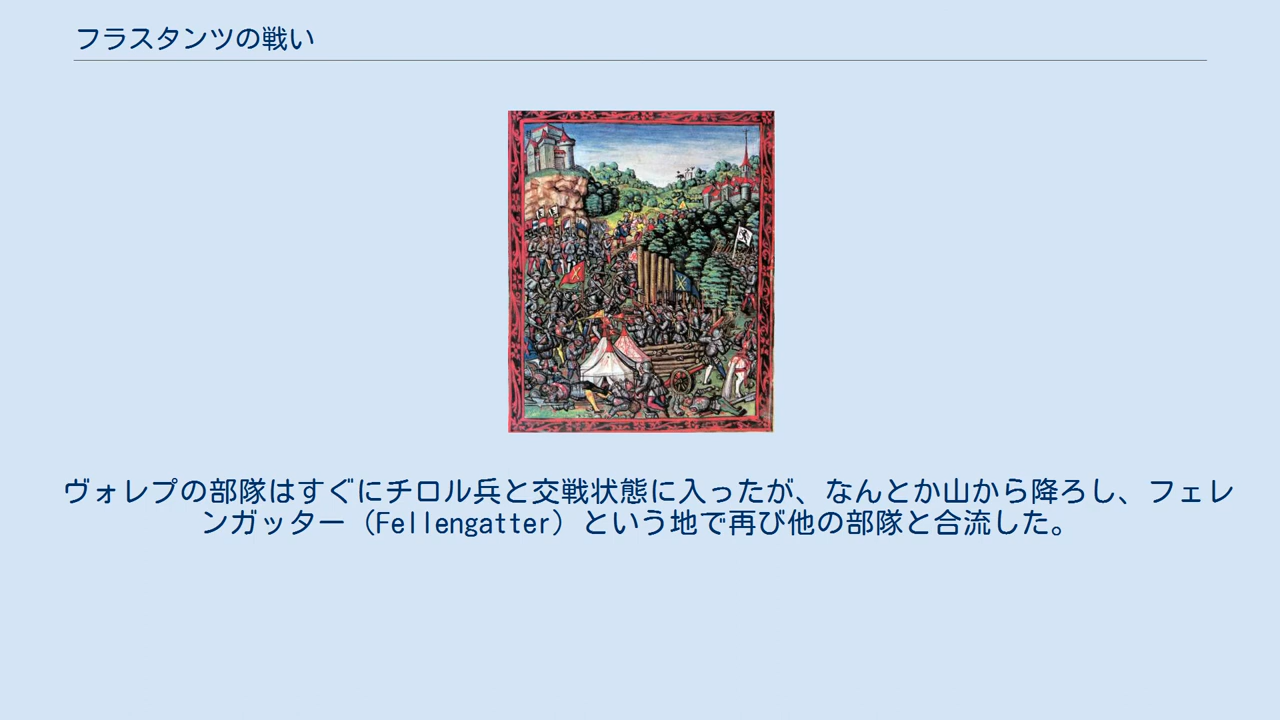 フラスタンツの戦い
ヴォレプの部隊はすぐにチロル兵と交戦状態に入ったが、なんとか山から降ろし、フェレ
ンガッター（Fellengatter）という地で再び他の部隊と合流した。